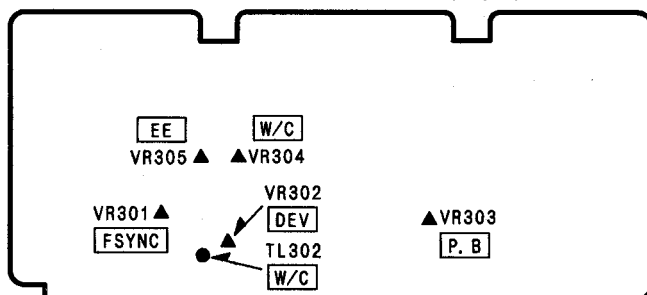 EE
W/C
VR305
VR304
VR302
VR301
DEV
VR303
FSYNC
TL302
P. B
W/C